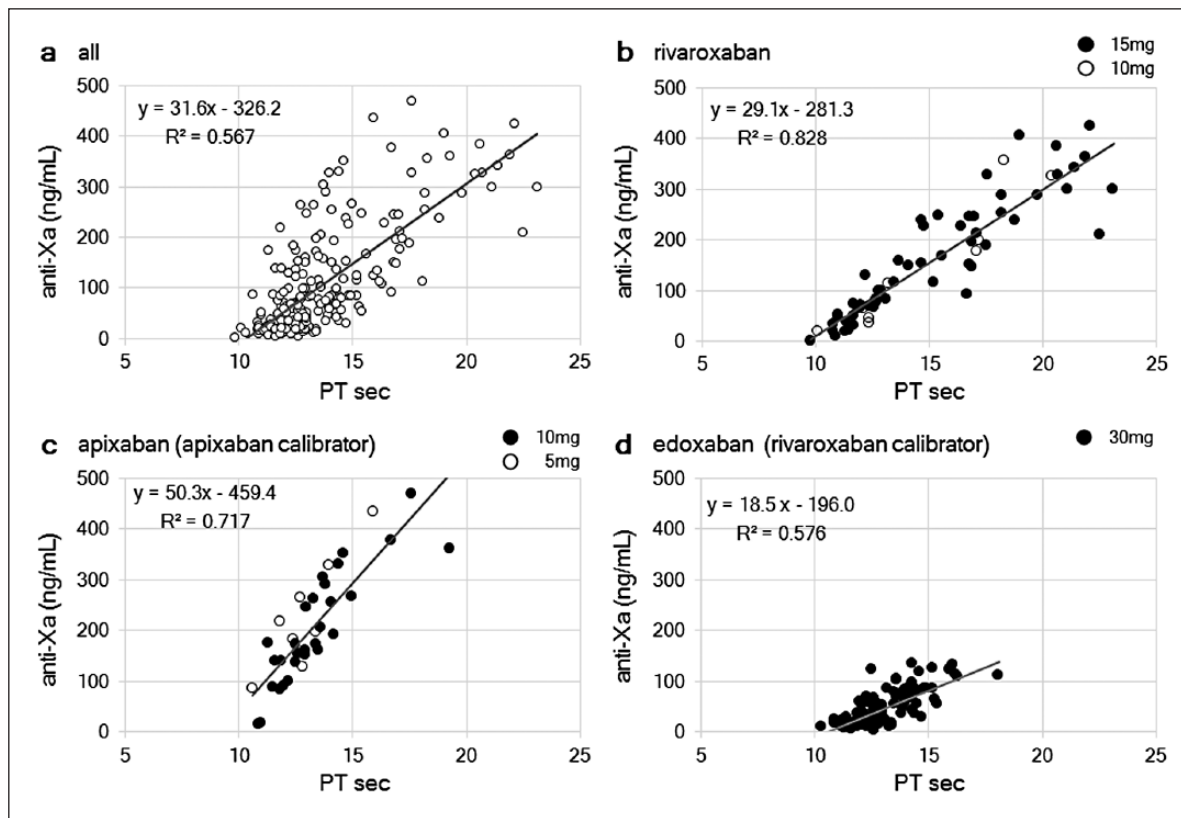 a all
y = 31.6x - 326.2
R² = 0.567
anti-Xa (ng/mL)
500
400
300
200
100
0
5
10
15
20
25
PT sec
b rivaroxaban
15mg
10mg
y = 29.1x - 281.3
R² = 0.828
anti-Xa (ng/mL)
500
400
300
200
100
0
5
10
15
20
25
PT sec
c apixaban (apixaban calibrator)
10mg
5mg
y = 50.3x - 459.4
R² = 0.717
anti-Xa (ng/mL)
500
400
300
200
100
0
5
10
15
20
25
PT sec
d edoxaban (rivaroxaban calibrator)
30mg
y = 18.5x - 196.0
R² = 0.576
anti-Xa (ng/mL)
500
400
300
200
100
0
5
10
15
20
25
PT sec